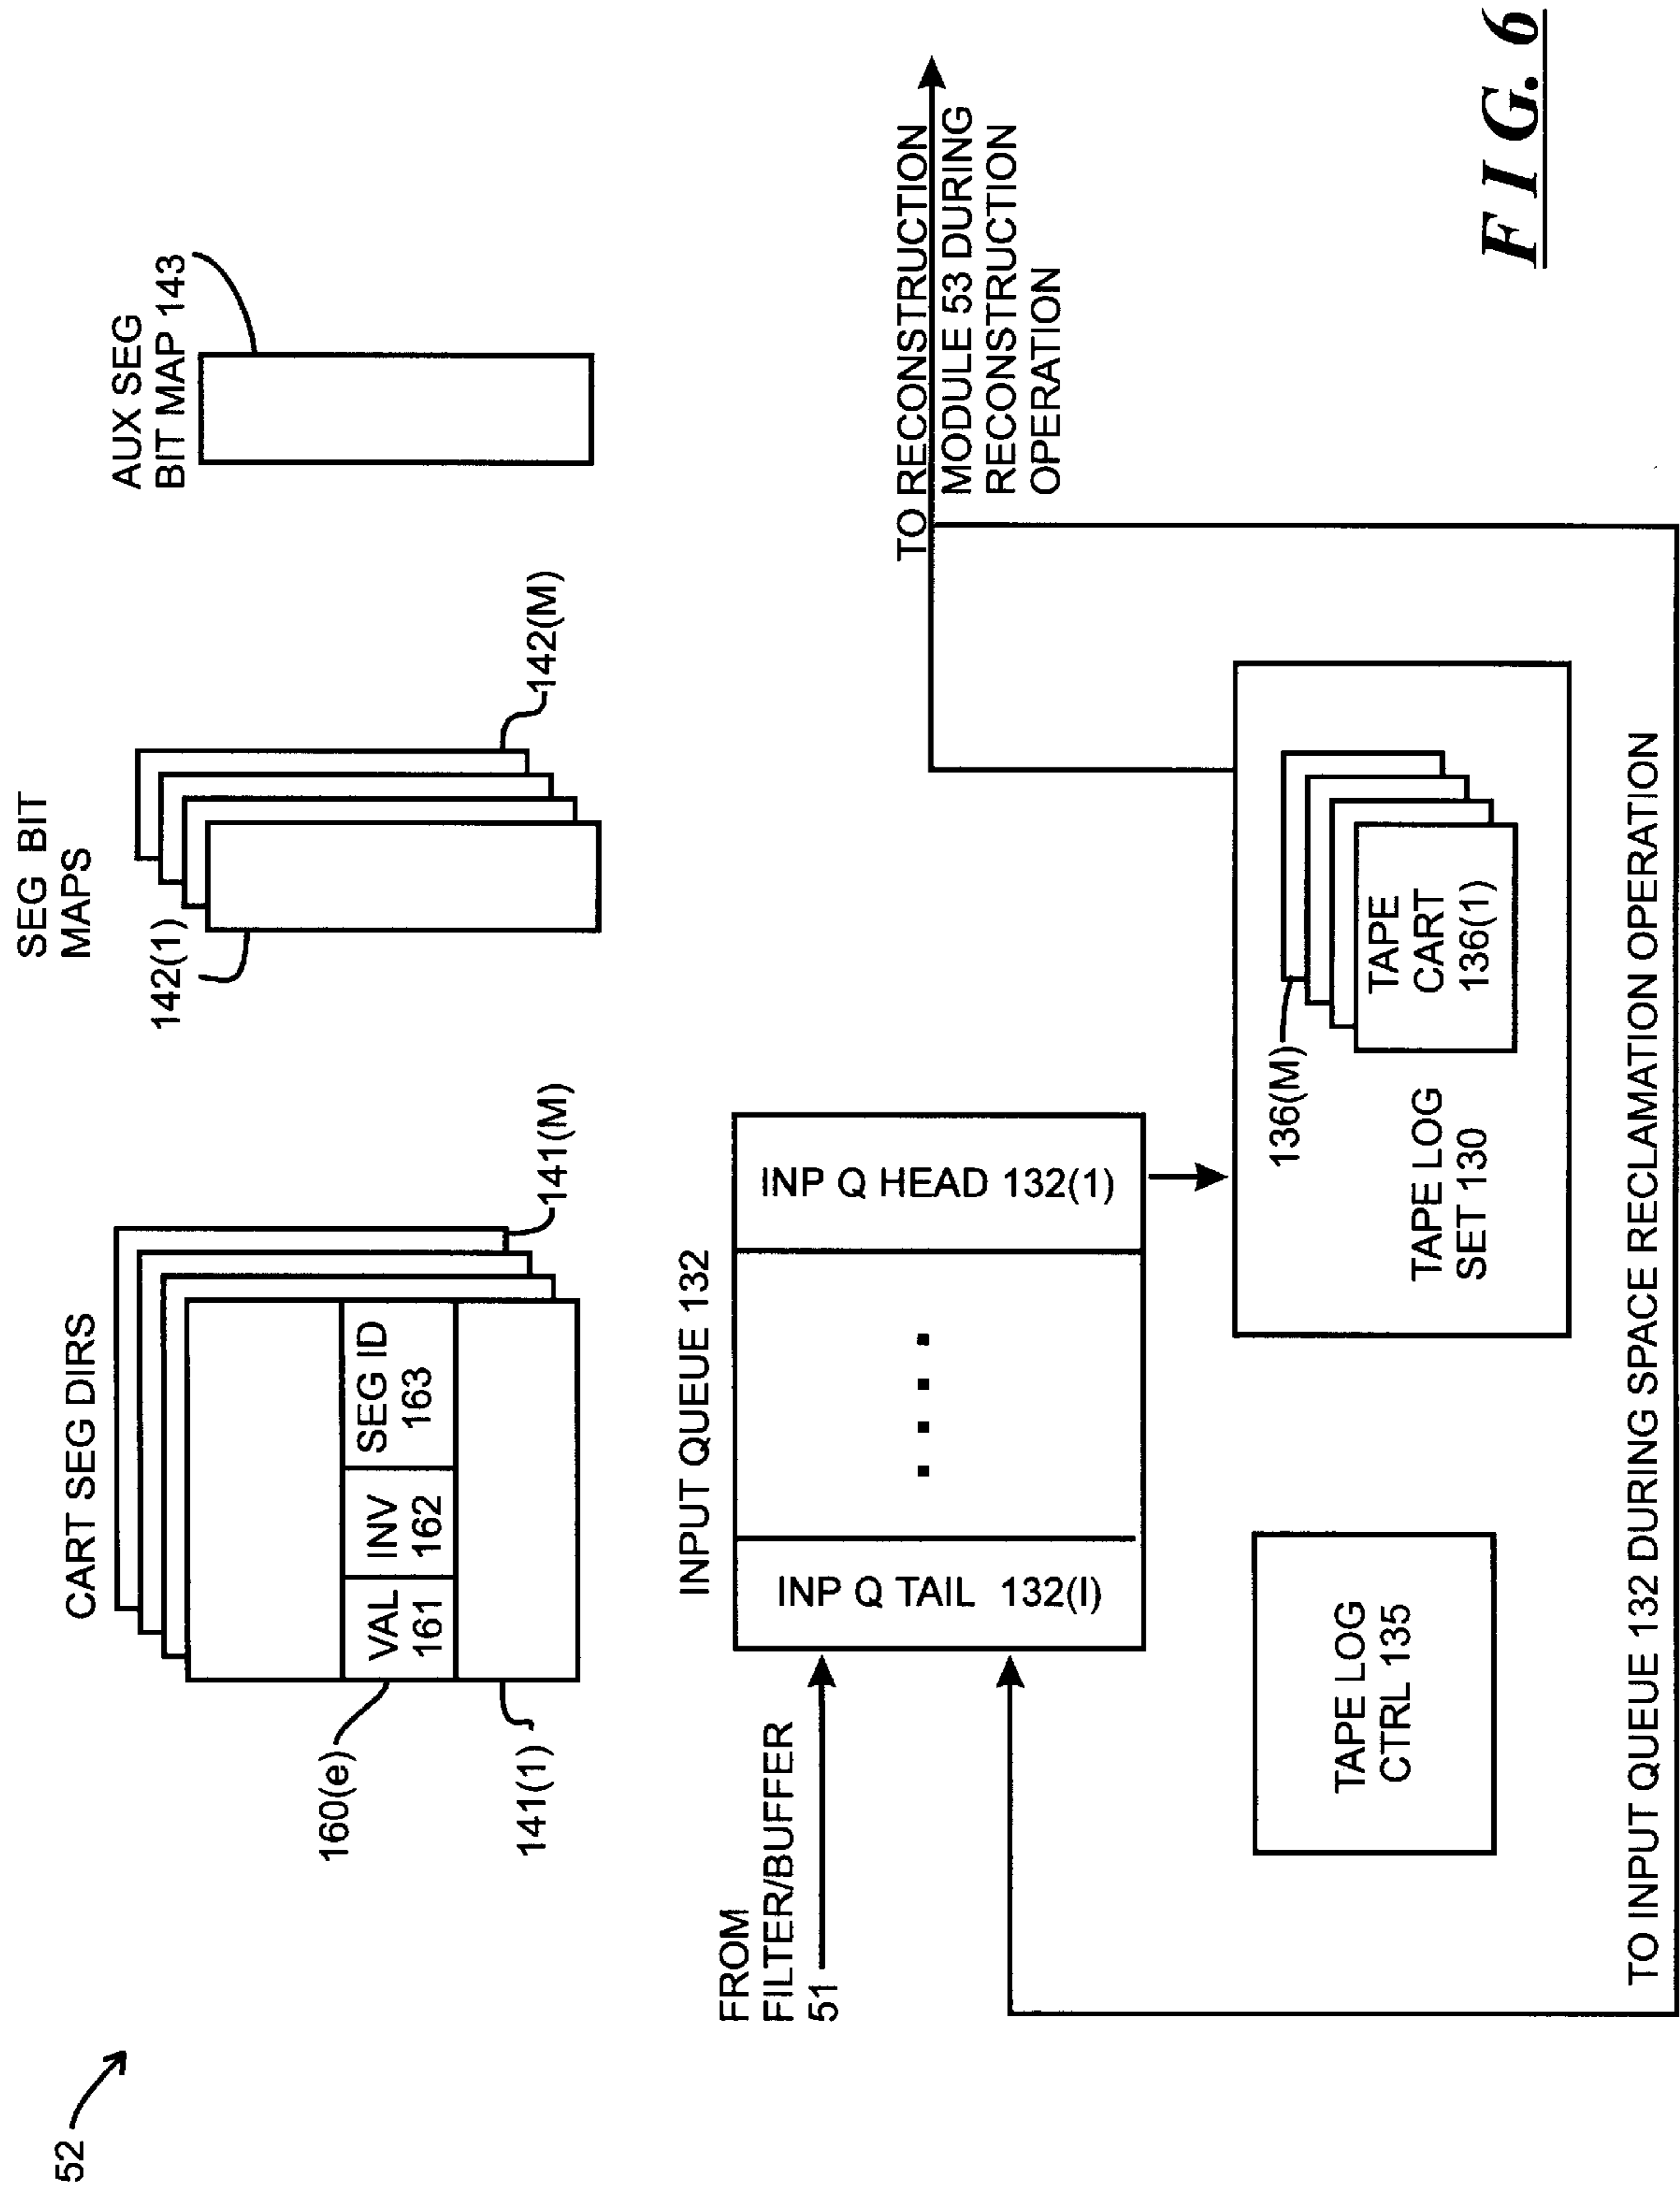 52
CART SEG DIRS
160(e)
VAL
161
INV
162
SEG ID
163
141(1)
141(M)
SEG BIT
MAPS
142(1)
142(M)
AUX SEG
BIT MAP 143
FROM
FILTER/BUFFER
51
INPUT QUEUE 132
INP Q TAIL 132(I)
INP Q HEAD 132(1)
TO RECONSTRUCTION
MODULE 53 DURING
RECONSTRUCTION
OPERATION
TAPE LOG
CTRL 135
TAPE LOG
SET 130
136(M)
TAPE
CART
136(1)
TO INPUT QUEUE 132 DURING SPACE RECLAMATION OPERATION
FIG. 6